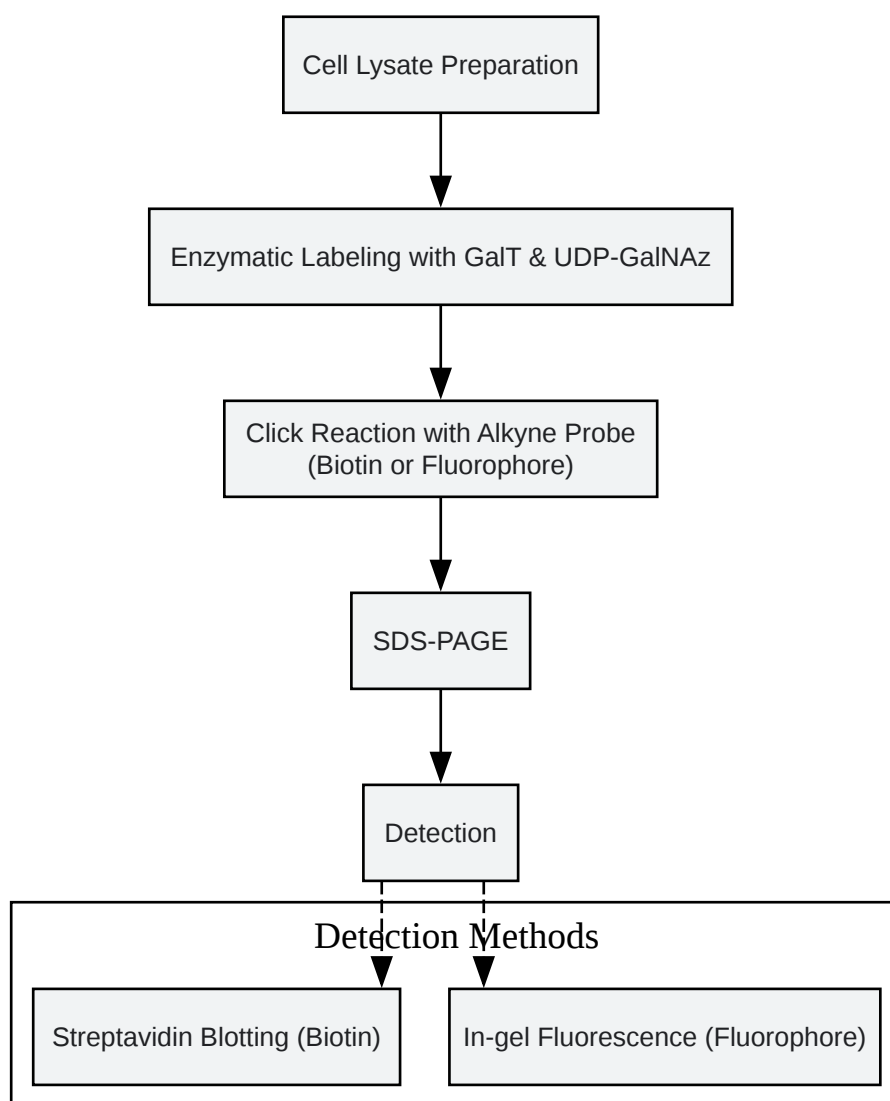 Cell Lysate Preparation
Enzymatic Labeling with GalT & UDP-GalNAz
Click Reaction with Alkyne Probe
(Biotin or Fluorophore)
SDS-PAGE
Detection
Detection Methods
Streptavidin Blotting (Biotin)
In-gel Fluorescence (Fluorophore)